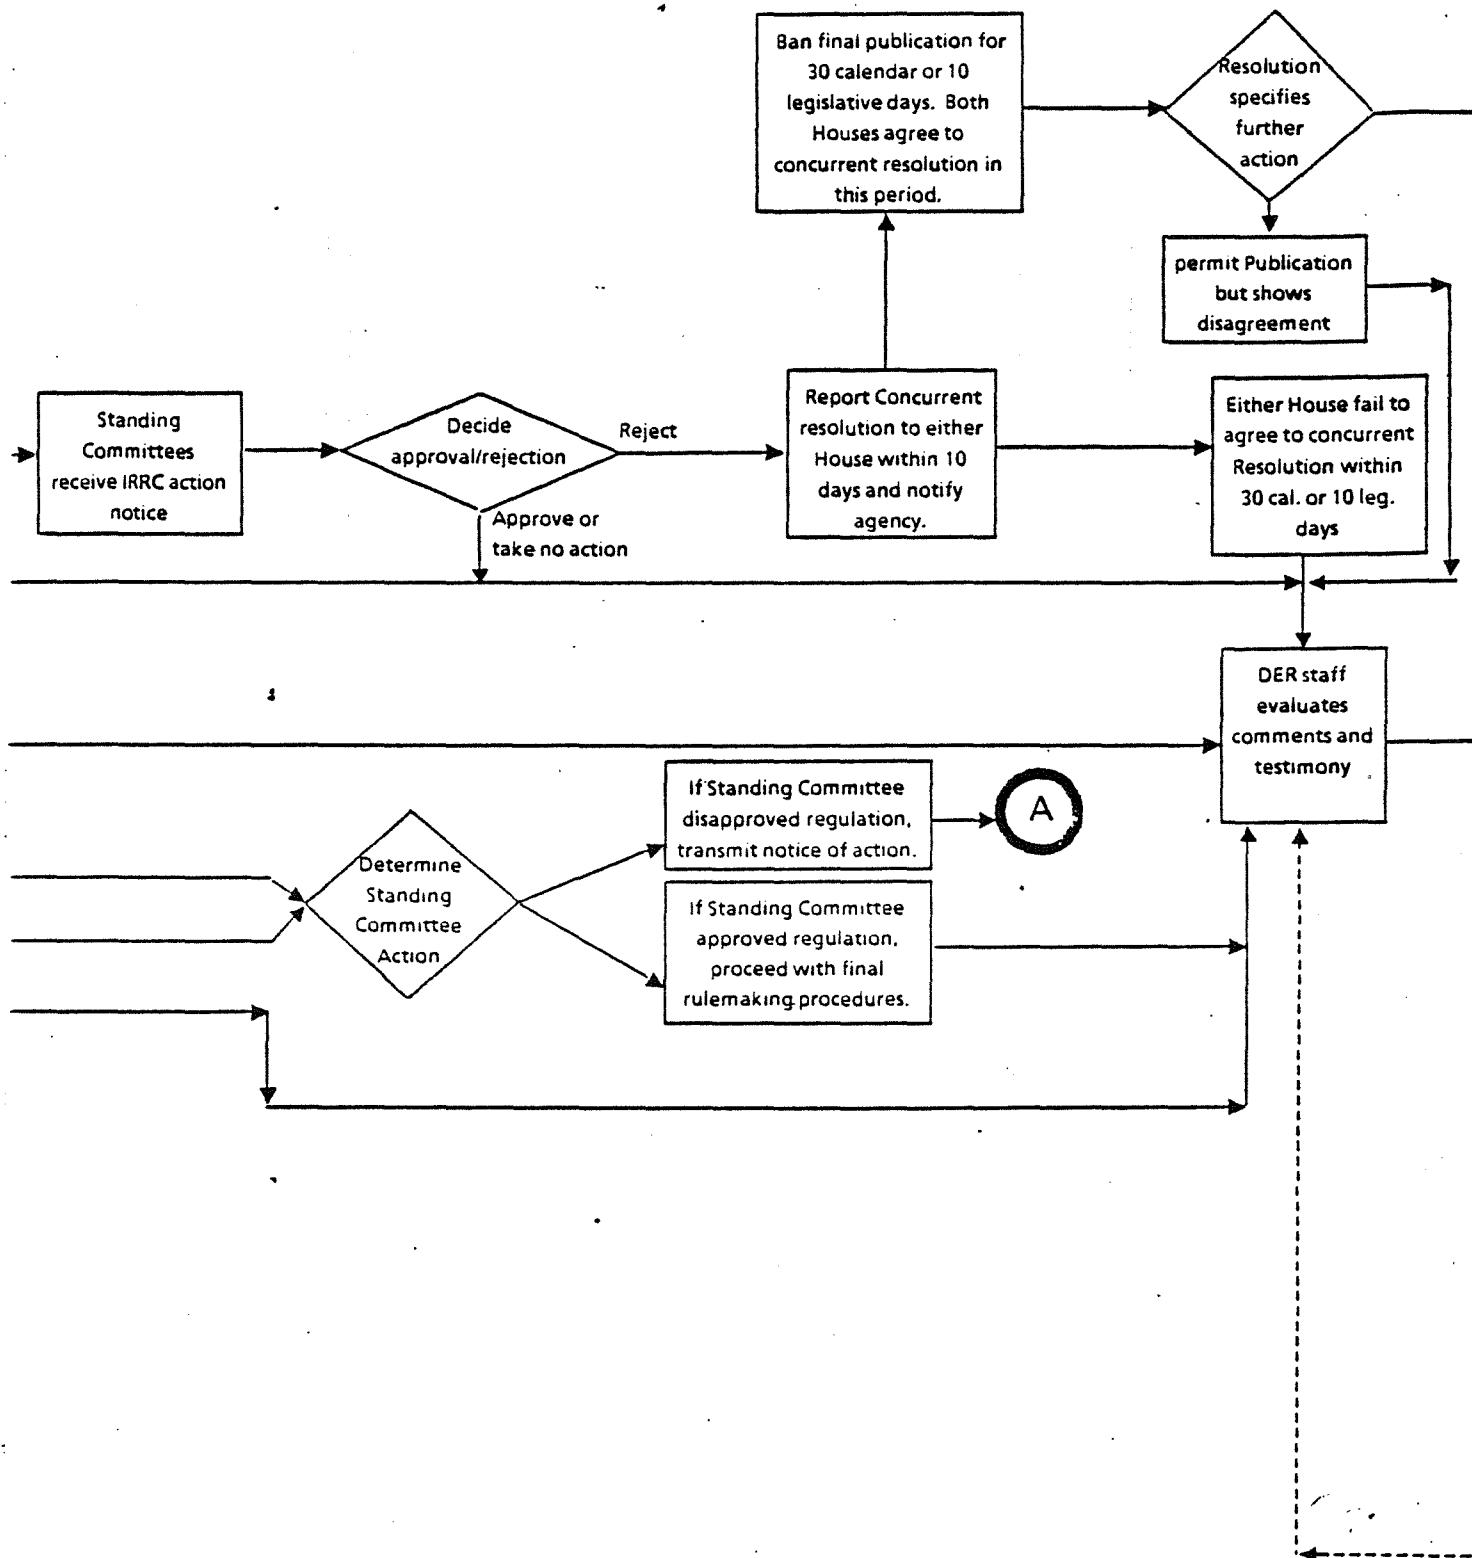 Ban final publication for
30 calendar or 10
legislative days. Both
Houses agree to
concurrent resolution in
this period.
Resolution
specifies
further
action
permit Publication
but shows
disagreement
Standing
Committees
receive IRRC action
notice
Decide
approval/rejection
Reject
Approve or
take no action
Report Concurrent
resolution to either
House within 10
days and notify
agency.
Either House fail to
agree to concurrent
Resolution within
30 cal. or 10 leg.
days
DER staff
evaluates
comments and
testimony
If Standing Committee
disapproved regulation,
transmit notice of action.
A
Determine
Standing
Committee
Action
If Standing Committee
approved regulation,
proceed with final
rulemaking procedures.